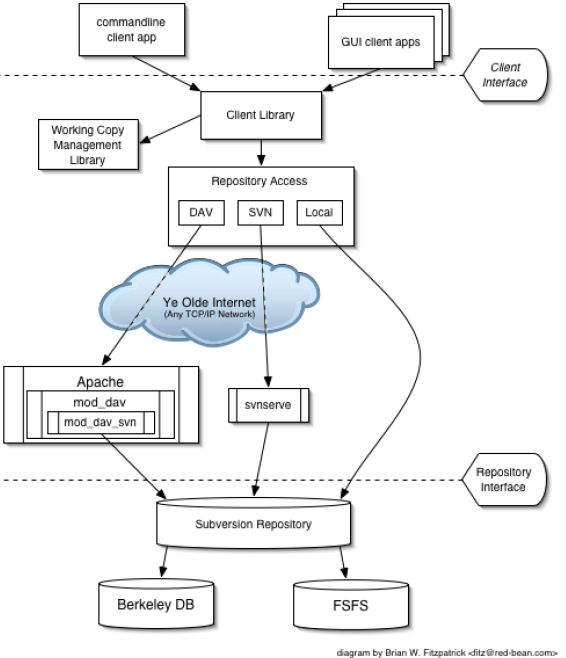 commandline
client app
GUI client apps
Client
Interface
Client Library
Working Copy
Management
Library
Repository Access
DAV
SVN
Local
Ye Olde Internet
(Any TCP/IP Network)
Apache
mod_dav
mod_dav_svn
svnserve
Repository
Interface
Subversion Repository
Berkeley DB
FSFS
diagram by Brian W. Fitzpatrick <fitz@red-bean.com>